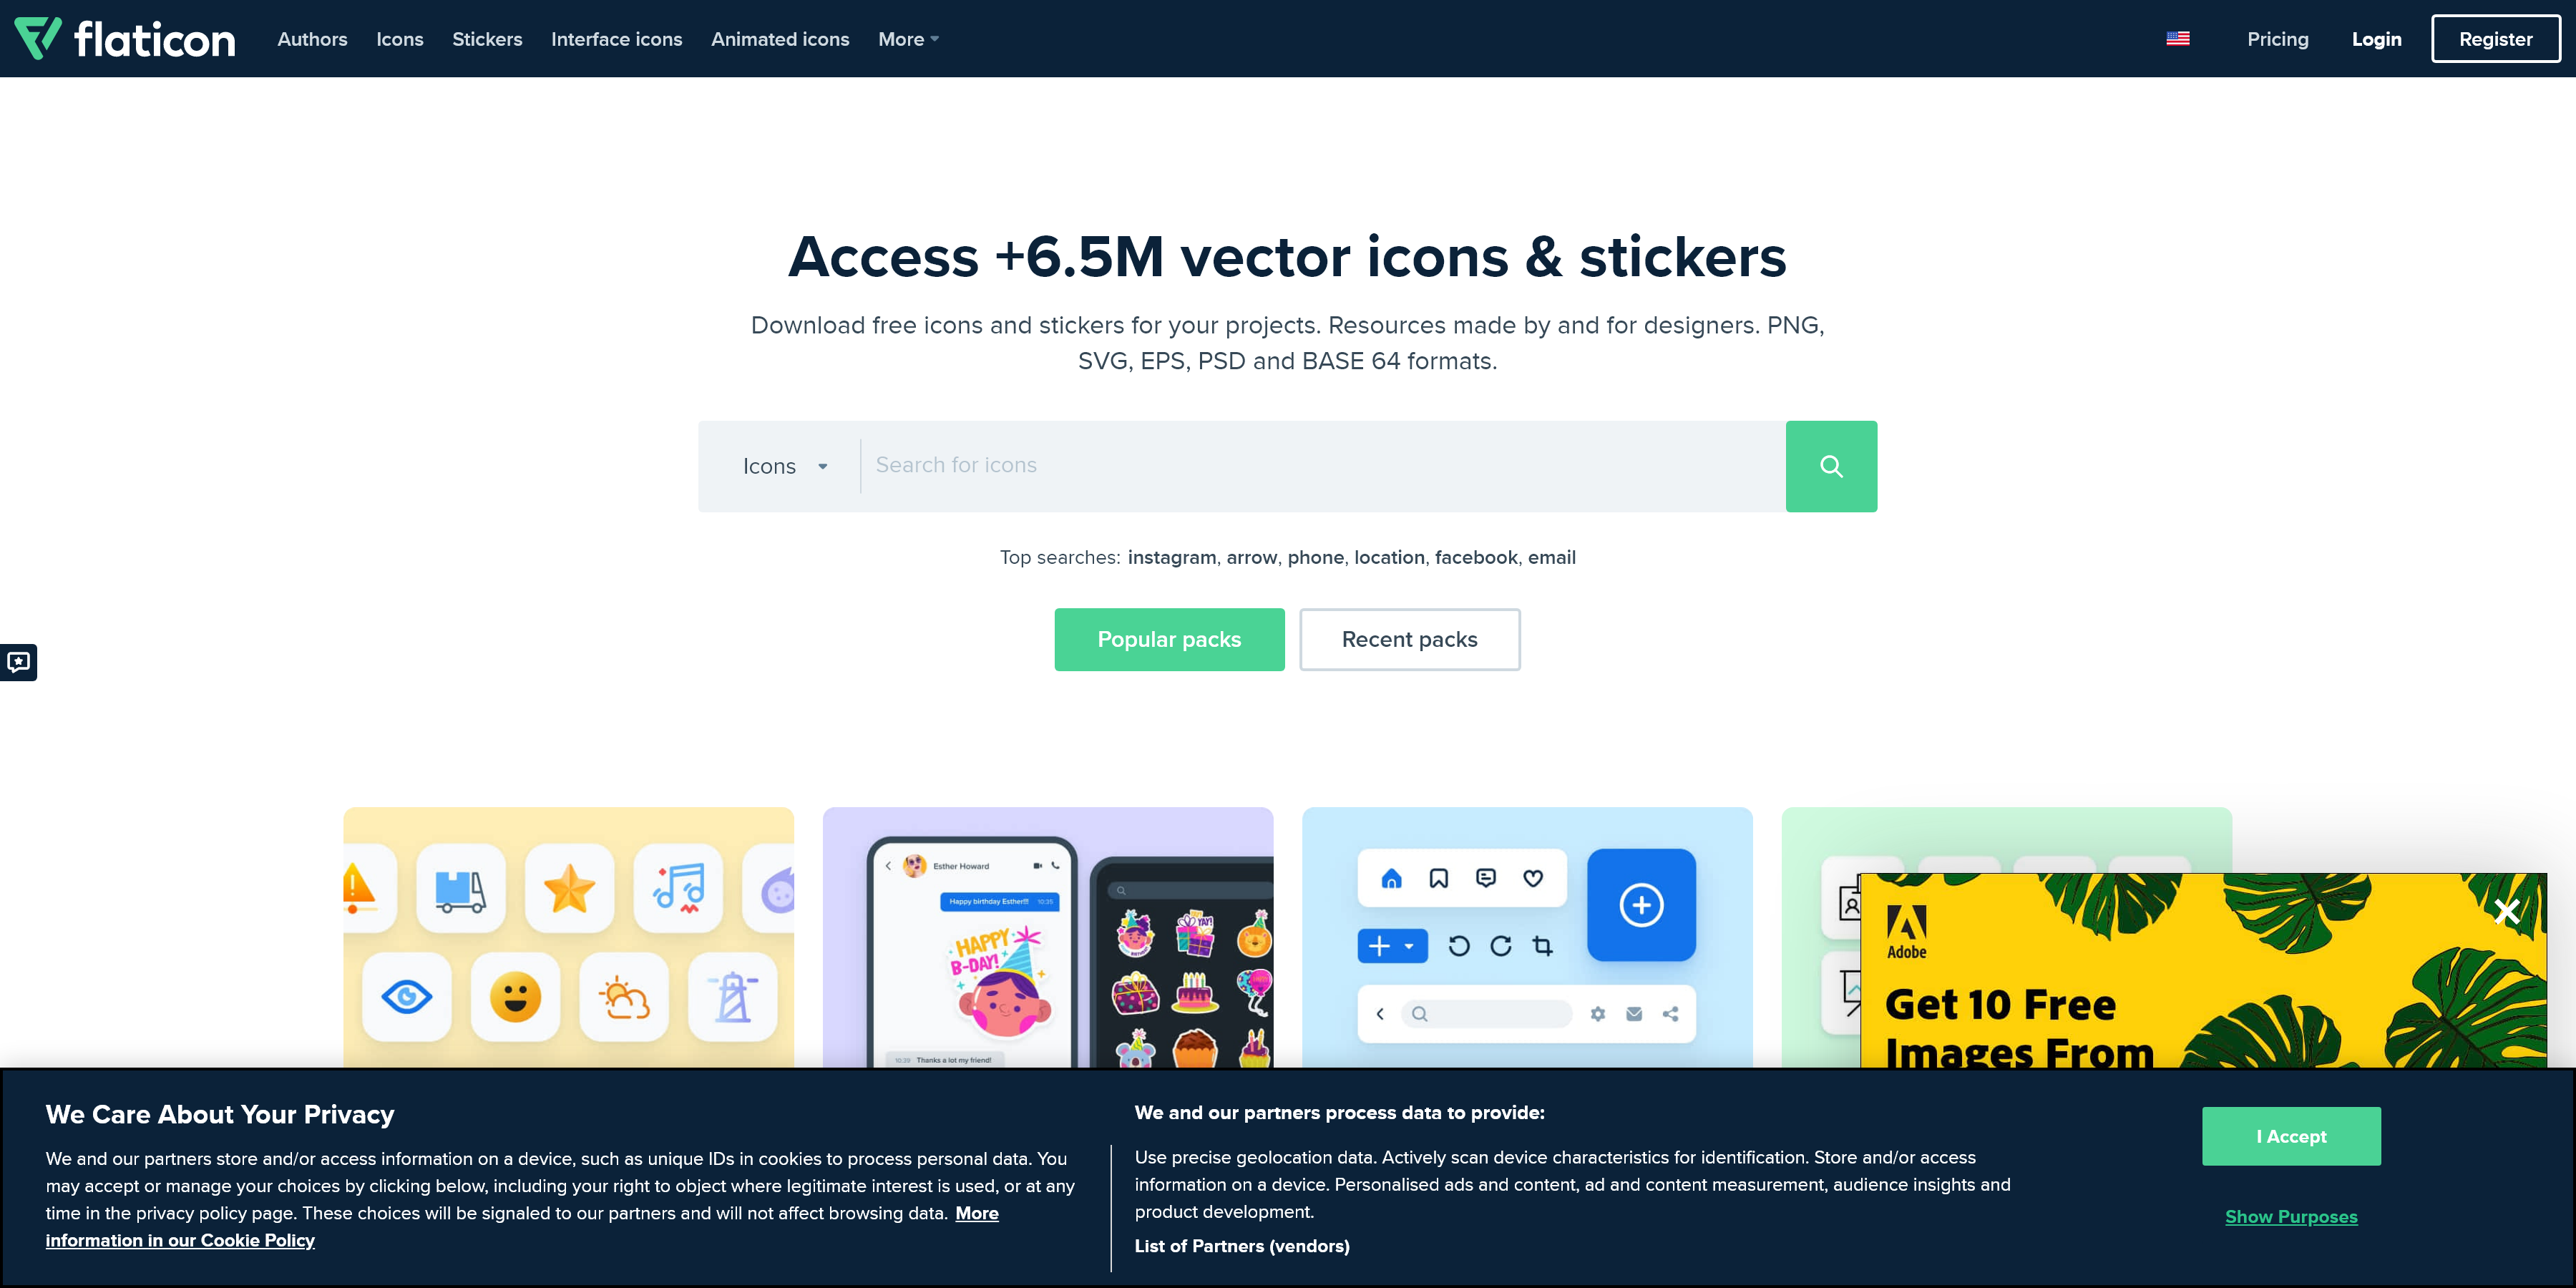 flaticon
Authors Icons Stickers Interface icons Animated icons More
Pricing Login Register
Access +6.5M vector icons & stickers
Download free icons and stickers for your projects. Resources made by and for designers. PNG,
SVG, EPS, PSD and BASE 64 formats.
Icons
Search for icons
Top searches: instagram, arrow, phone, location, facebook, email
Popular packs
Recent packs
Esther Howard
Happy birthday Esther!!! 10:35
HAPPY
B-DAY!
10:29 Thanks a lot my friend!
YAY!
Adobe
Get 10 Free
Images From
We Care About Your Privacy
We and our partners store and/or access information on a device, such as unique IDs in cookies to process personal data. You
may accept or manage your choices by clicking below, including your right to object where legitimate interest is used, or at any
time in the privacy policy page. These choices will be signaled to our partners and will not affect browsing data. More
information in our Cookie Policy
We and our partners process data to provide:
Use precise geolocation data. Actively scan device characteristics for identification. Store and/or access
information on a device. Personalised ads and content, ad and content measurement, audience insights and
product development.
List of Partners (vendors)
I Accept
Show Purposes